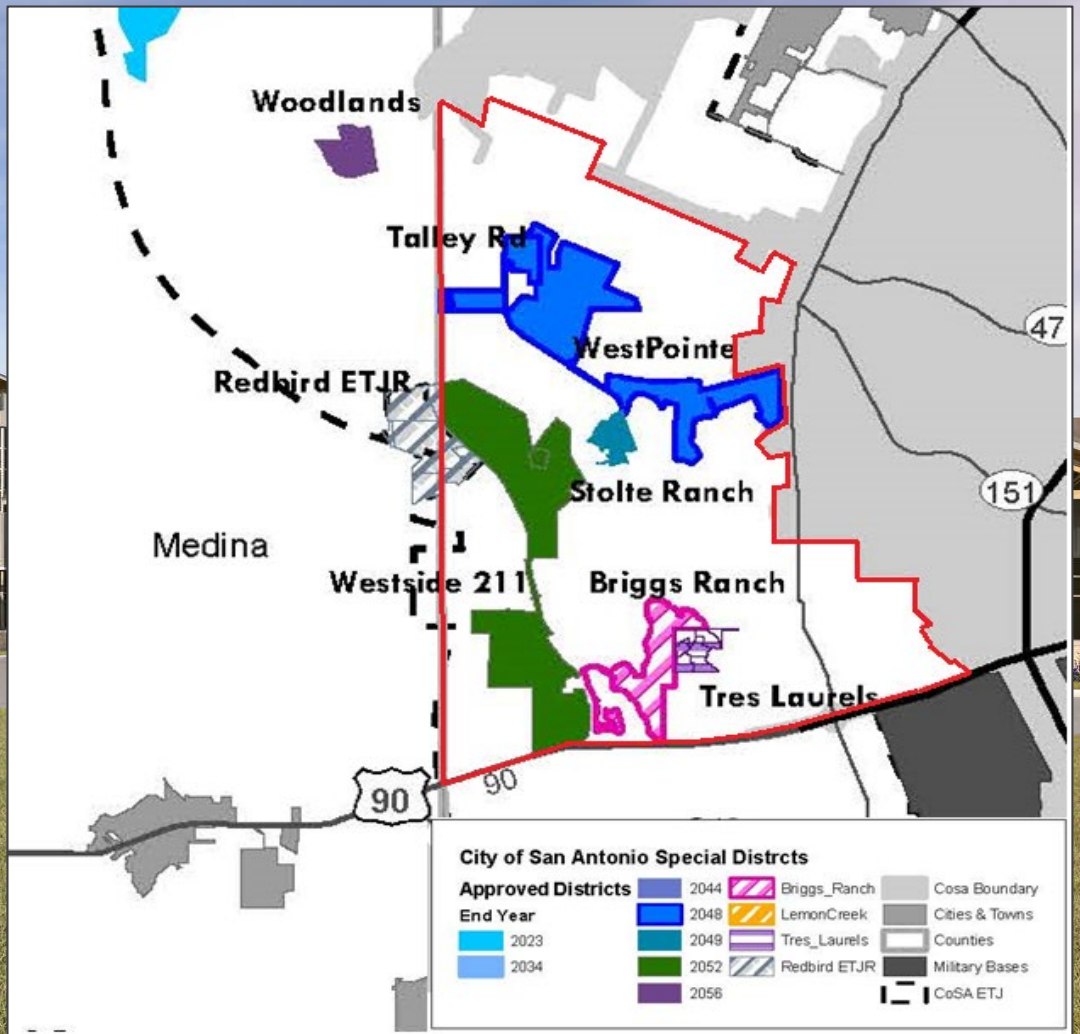 Woodlands
Talley Rd
47
WestPointe
Redbird ETJR
151
Stolte Ranch
Medina
Westside 211
Briggs Ranch
Tres Laurels
90
90
City of San Antonio Special Distrcts
Approved Districts
End Year
2023
2034
2044
2048
2049
2052
2056
Briggs_Ranch
LemonCreek
Tres_Laurels
Redbird ETJR
Cosa Boundary
Cities & Towns
Counties
Military Bases
CoSA ETJ